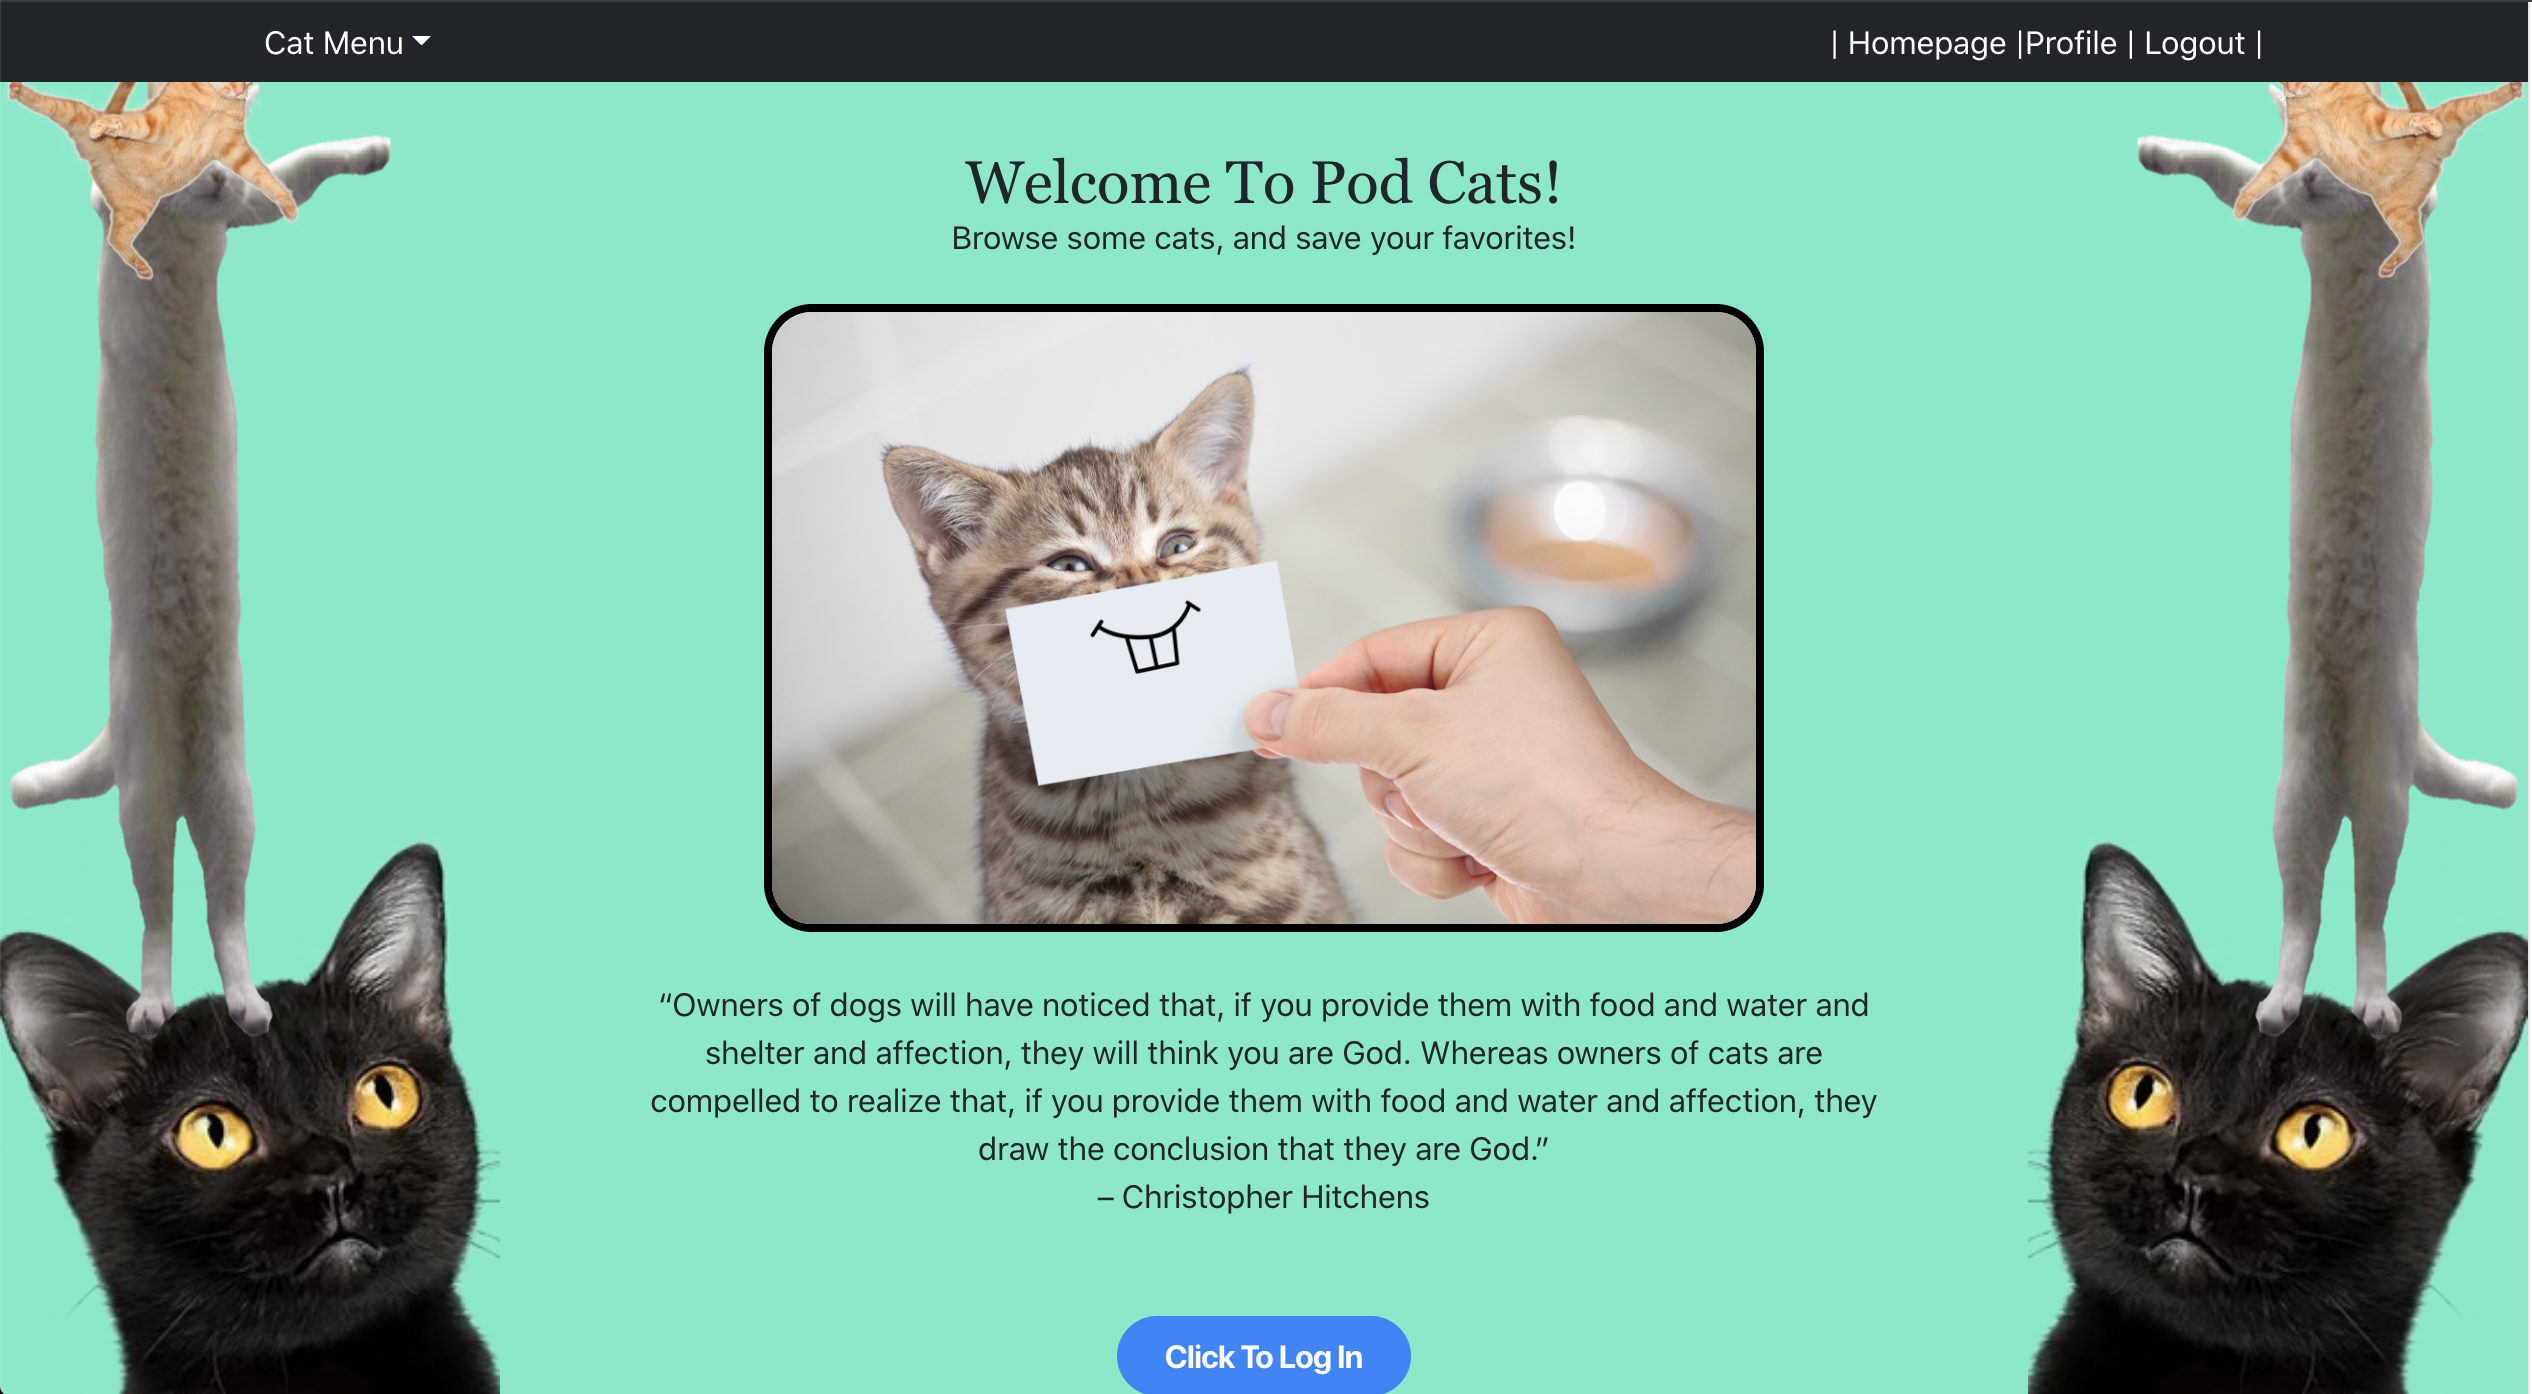 Cat Menu
| Homepage |Profile | Logout |
Welcome To Pod Cats!
Browse some cats, and save your favorites!
“Owners of dogs will have noticed that, if you provide them with food and water and
shelter and affection, they will think you are God. Whereas owners of cats are
compelled to realize that, if you provide them with food and water and affection, they
draw the conclusion that they are God.”
– Christopher Hitchens
Click To Log In